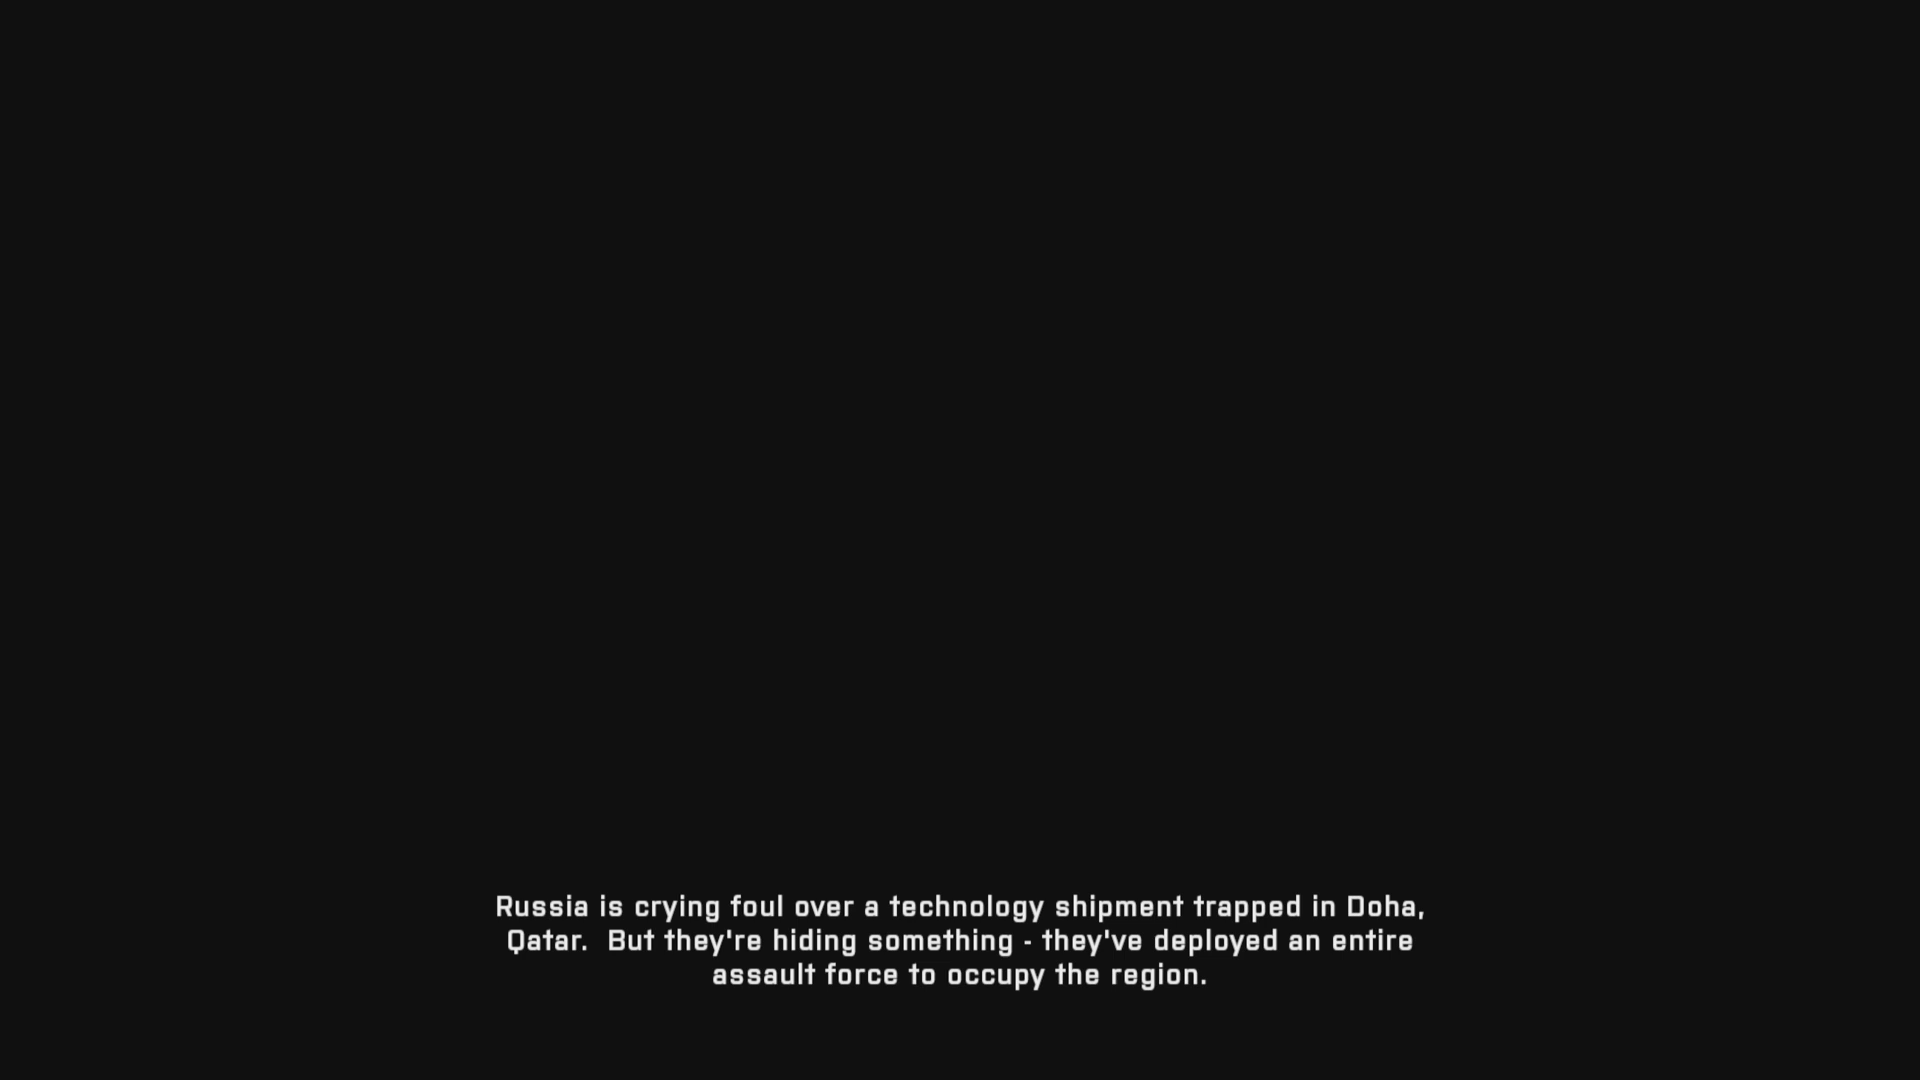 Russia is crying foul over a technology shipment trapped in Doha,
Qatar.  But they're hiding something - they've deployed an entire
assault force to occupy the region.